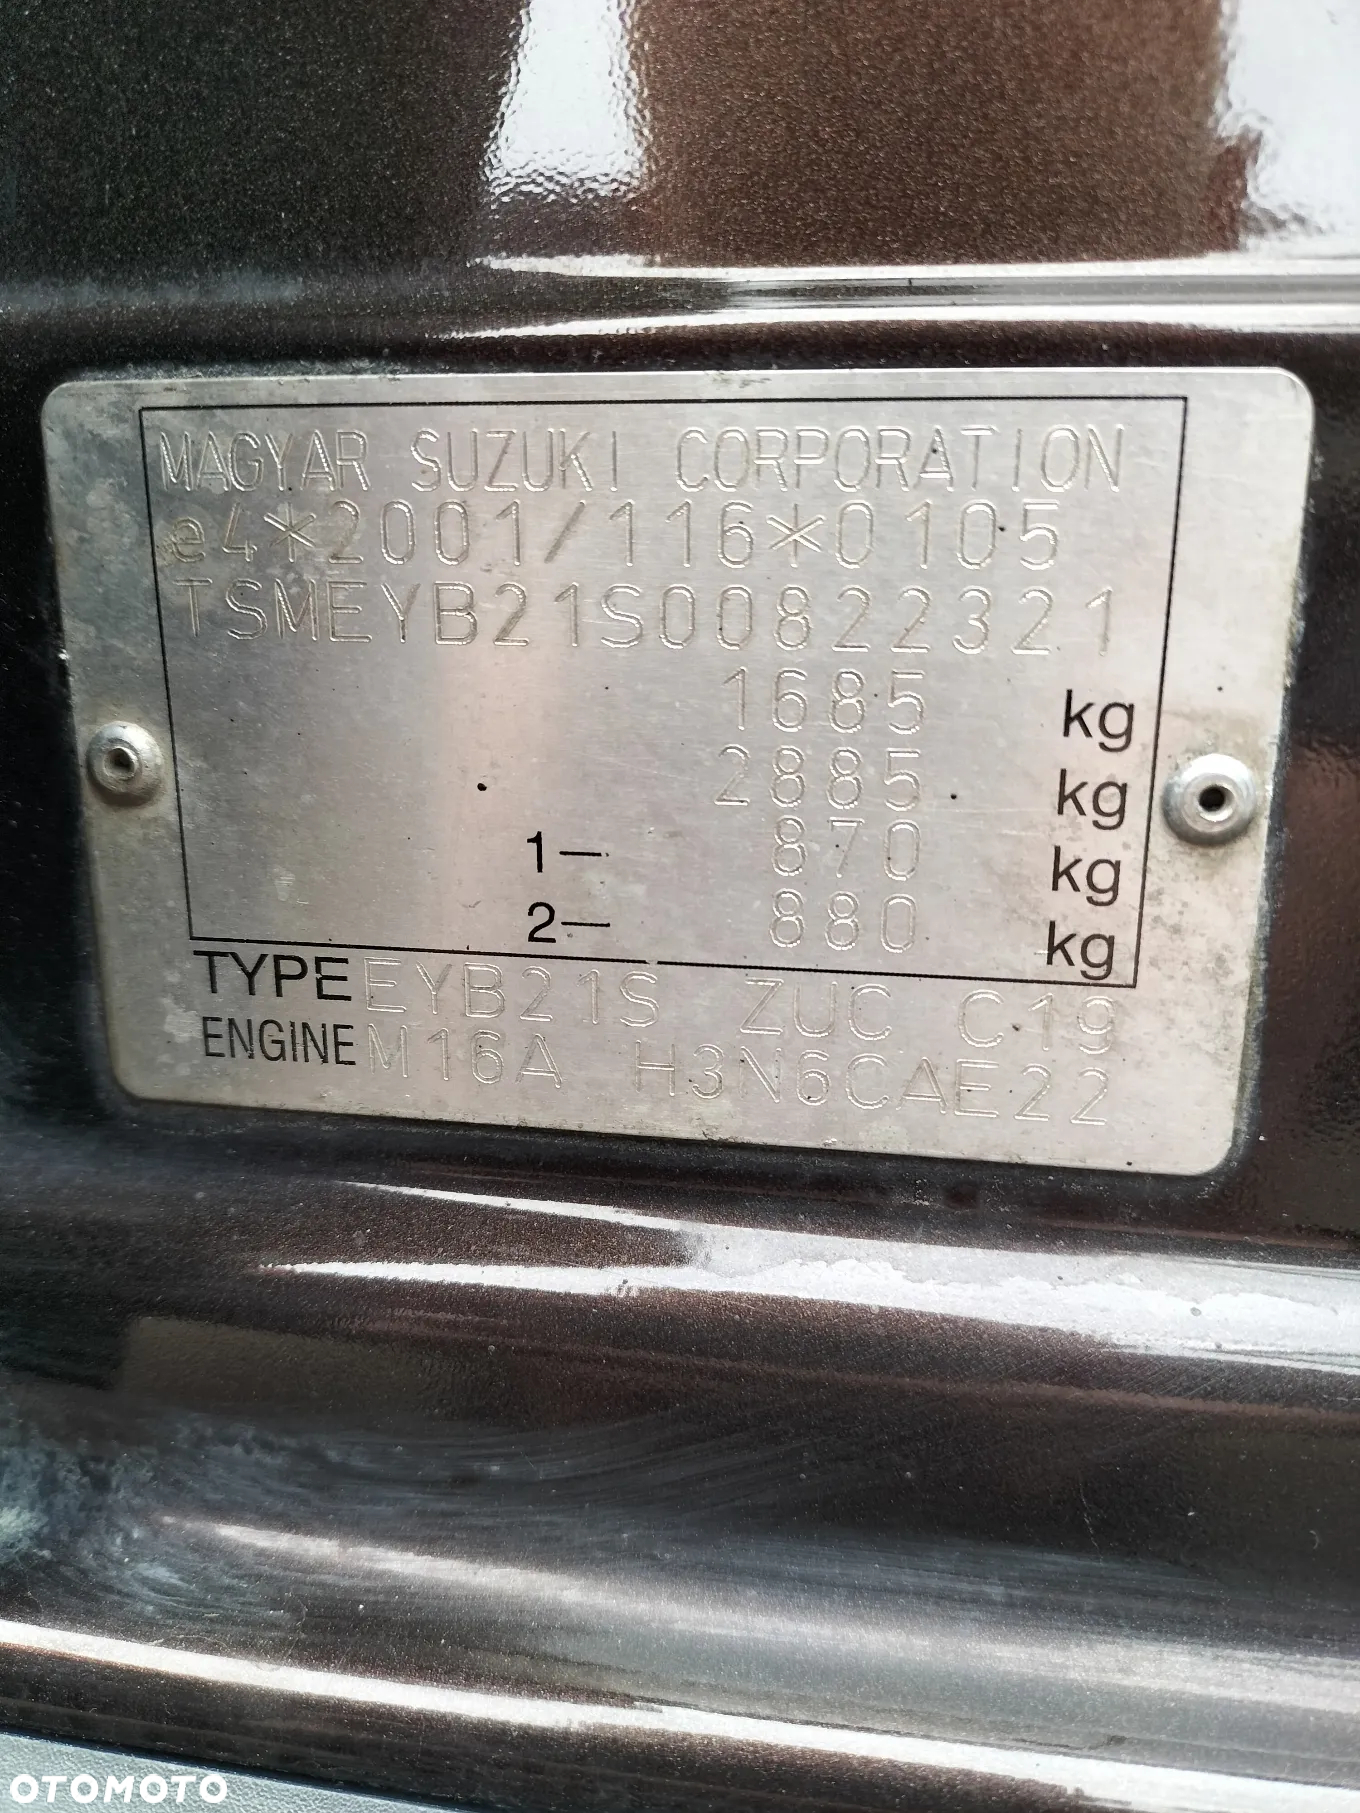 MAGYAR SUZUKI CORPORATION
e4*2001/116*0105
TSMEYB21S00822321
1685 kg
2885 kg
1— 870 kg
2— 880 kg
TYPE EYB21S ZUC C19
ENGINE M16A H3N6CAE22
OTOMOTO